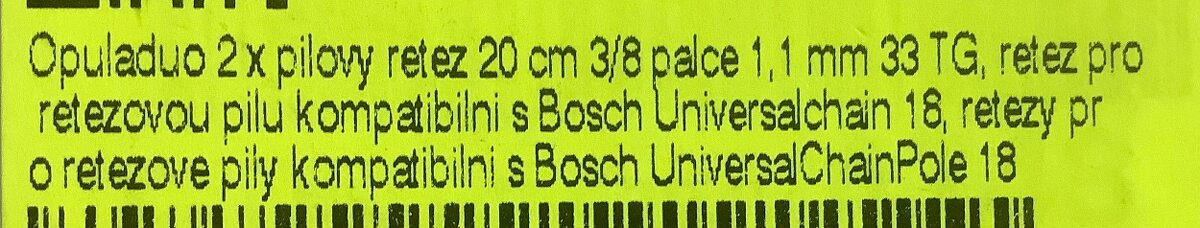 Opuladuo 2 x pilovy retez 20 cm 3/8 palce 1,1 mm 33 TG, retez pro
retezovou pilu kompatibilni s Bosch Universalchain 18, retezy pr
o retezove pily kompatibilni s Bosch UniversalChainPole 18